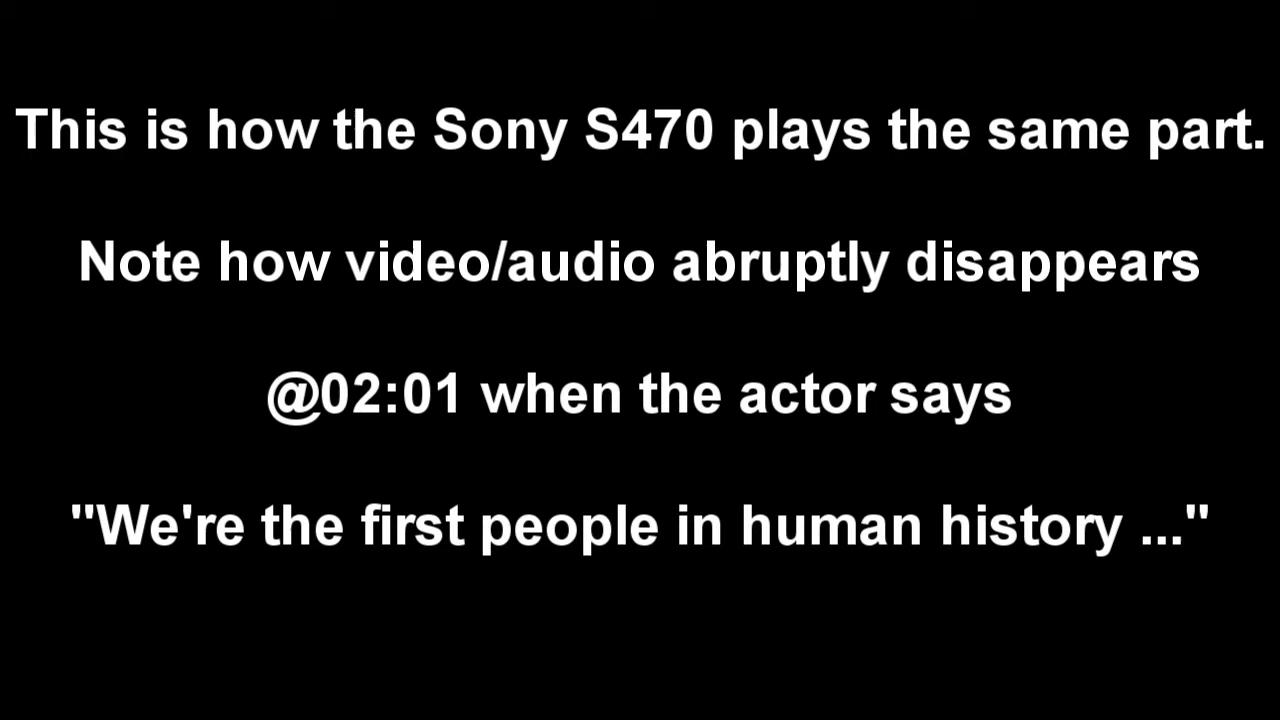 This is how the Sony S470 plays the same part.
Note how video/audio abruptly disappears
@02:01 when the actor says
"We're the first people in human history ..."